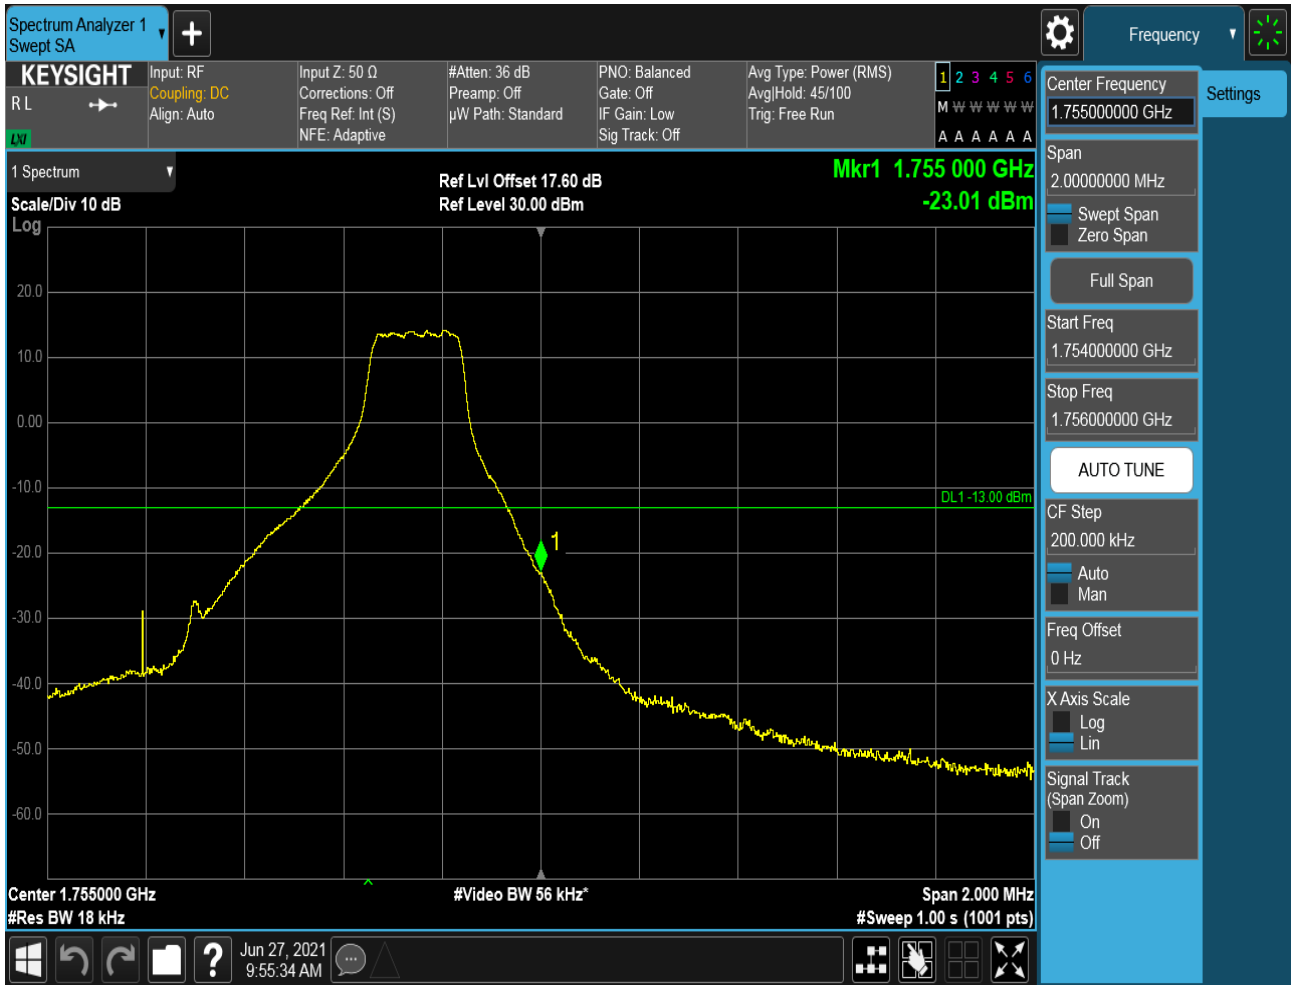 Spectrum Analyzer 1
Swept SA
Frequency
KEYSIGHT
R L
LXI
Input: RF
Coupling: DC
Align: Auto
Input Z: 50 Ω
Corrections: Off
Freq Ref: Int (S)
NFE: Adaptive
#Atten: 36 dB
Preamp: Off
µW Path: Standard
PNO: Balanced
Gate: Off
IF Gain: Low
Sig Track: Off
Avg Type: Power (RMS)
Avg|Hold: 45/100
Trig: Free Run
1 2 3 4 5 6
M W W W W W
A A A A A A
1 Spectrum
Scale/Div 10 dB
Log
Ref Lvl Offset 17.60 dB
Ref Level 30.00 dBm
Mkr1 1.755 000 GHz
-23.01 dBm
20.0
10.0
0.00
-10.0
-20.0
-30.0
-40.0
-50.0
-60.0
DL1 -13.00 dBm
1
Center 1.755000 GHz
#Res BW 18 kHz
#Video BW 56 kHz*
Span 2.000 MHz
#Sweep 1.00 s (1001 pts)
Jun 27, 2021
9:55:34 AM
Center Frequency
1.755000000 GHz
Span
2.00000000 MHz
Swept Span
Zero Span
Full Span
Start Freq
1.754000000 GHz
Stop Freq
1.756000000 GHz
AUTO TUNE
CF Step
200.000 kHz
Auto
Man
Freq Offset
0 Hz
X Axis Scale
Log
Lin
Signal Track
(Span Zoom)
On
Off
Settings